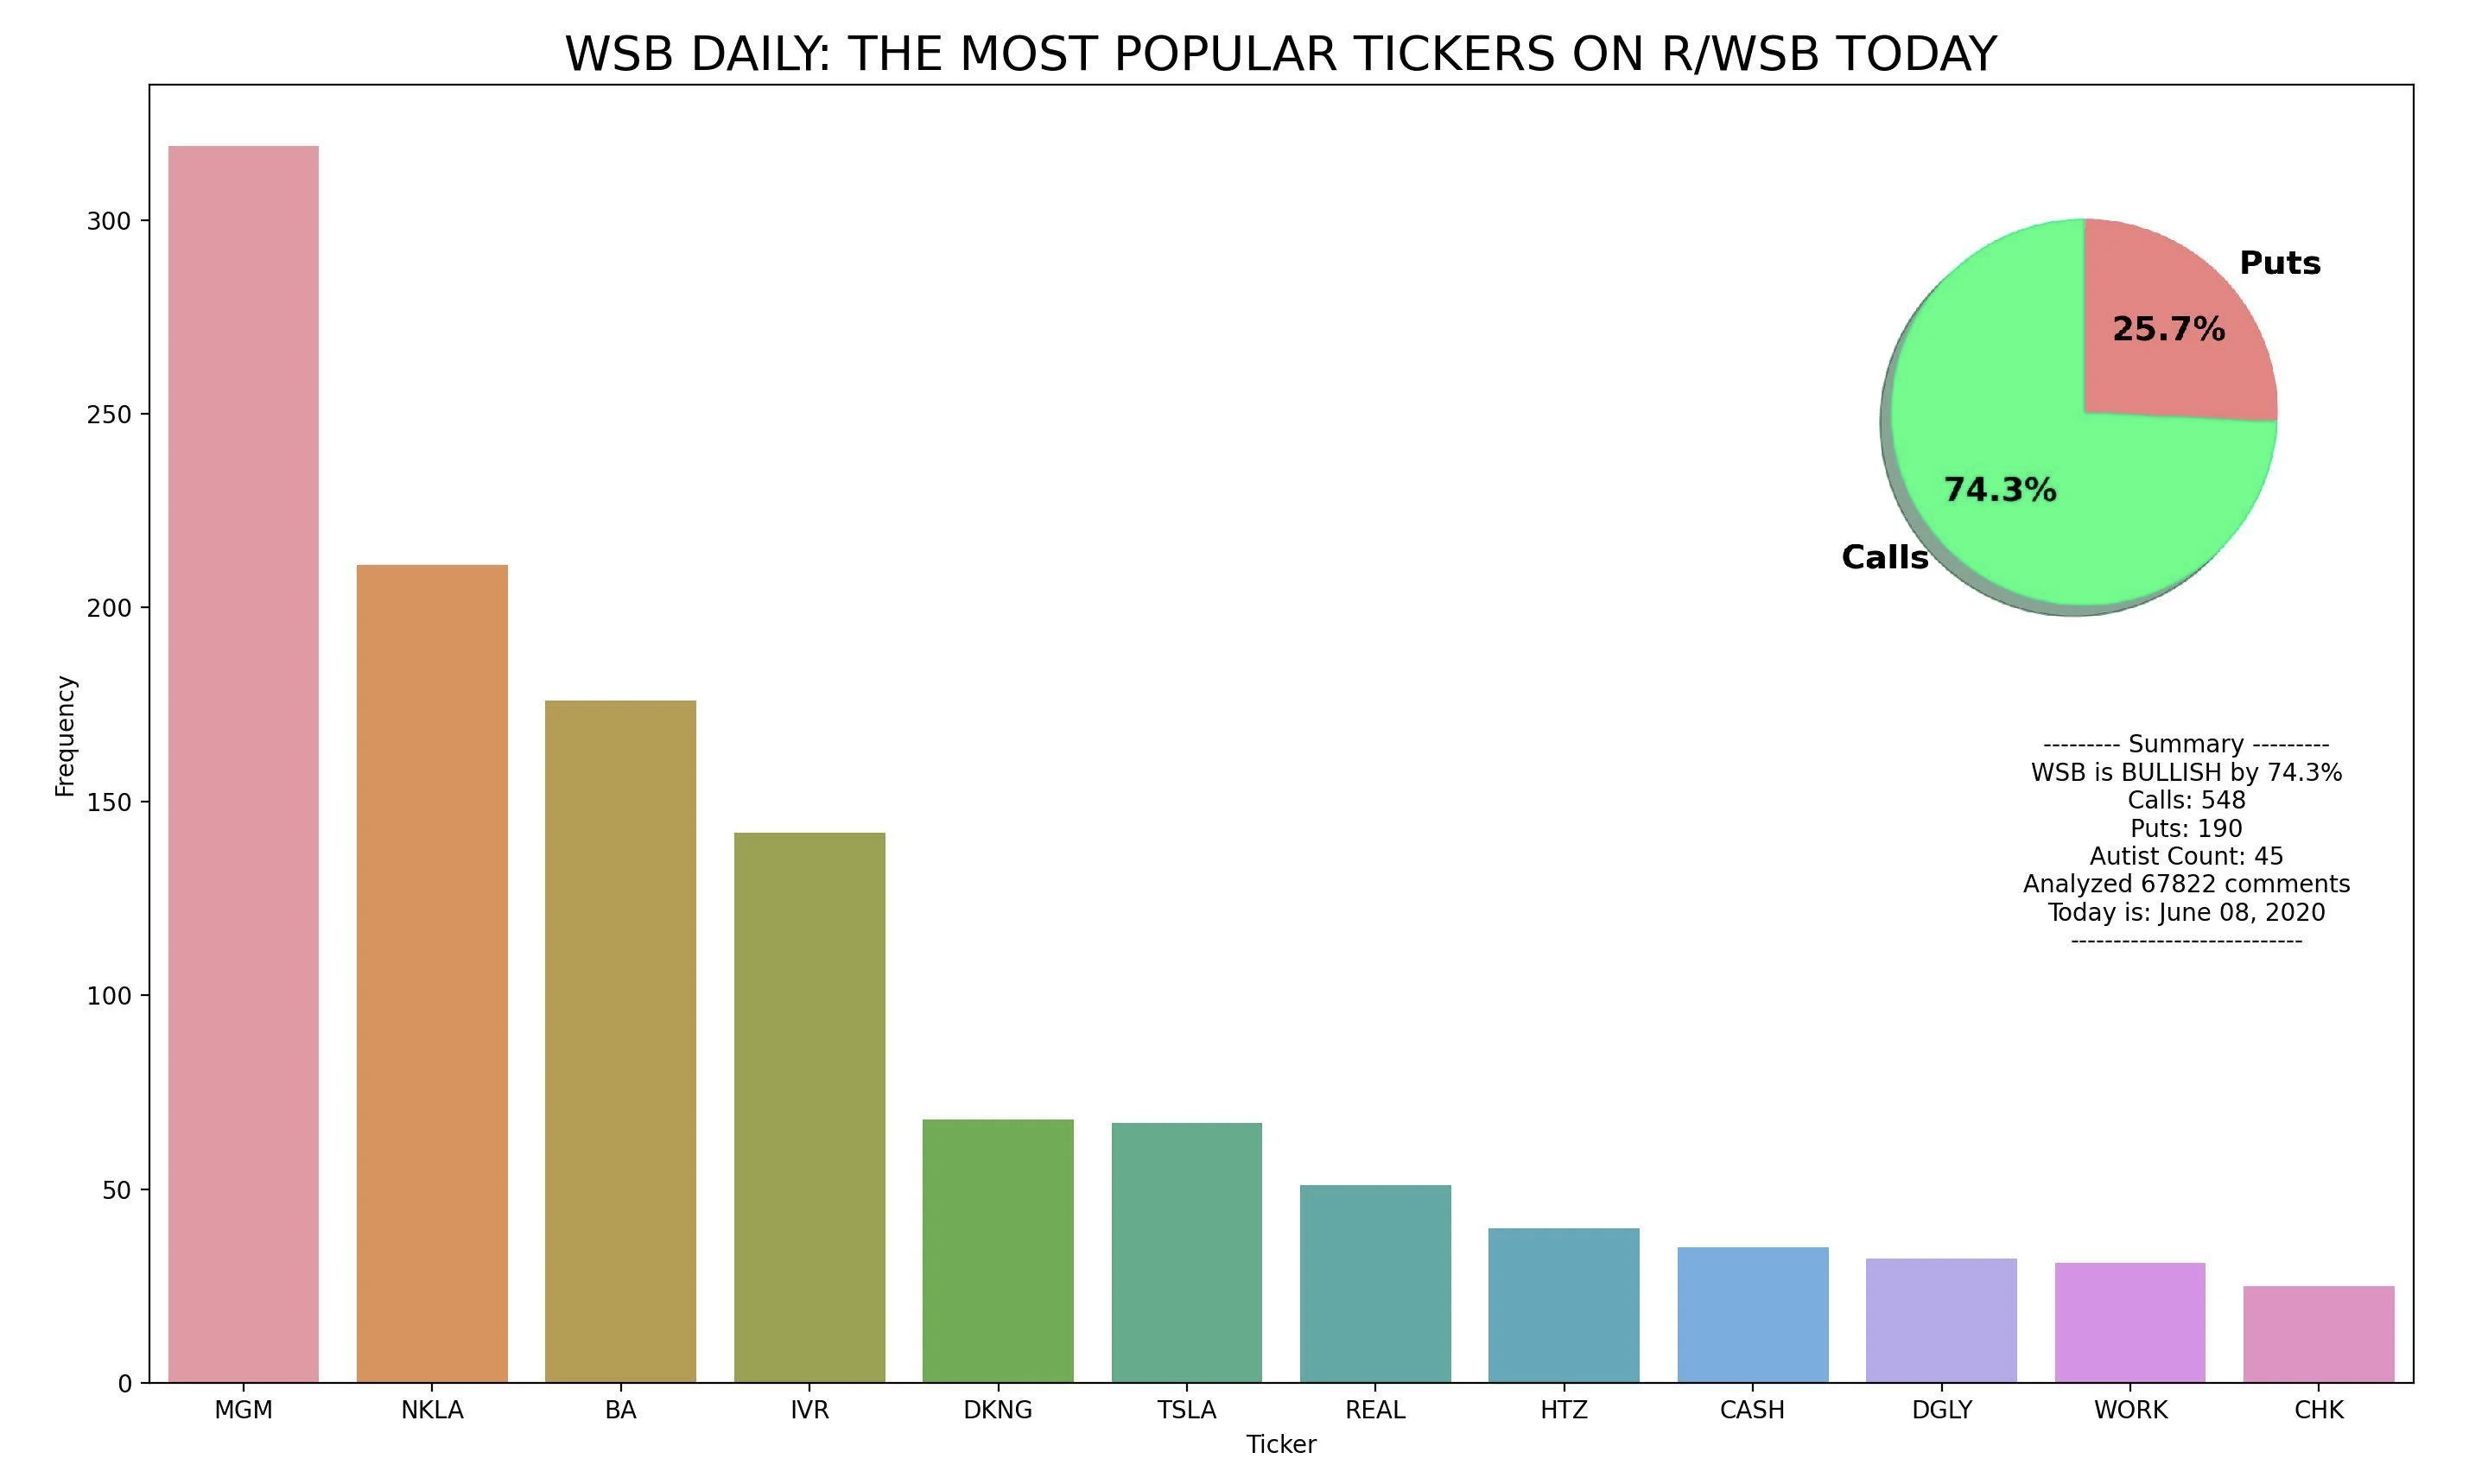 WSB DAILY: THE MOST POPULAR TICKERS ON R/WSB TODAY
300
250
200
150
100
50
0
Frequency
Puts
25.7%
74.3%
Calls
--------- Summary ---------
WSB is BULLISH by 74.3%
Calls: 548
Puts: 190
Autist Count: 45
Analyzed 67822 comments
Today is: June 08, 2020
---------------------------
MGM NKLA BA IVR DKNG TSLA REAL HTZ CASH DGLY WORK CHK
Ticker